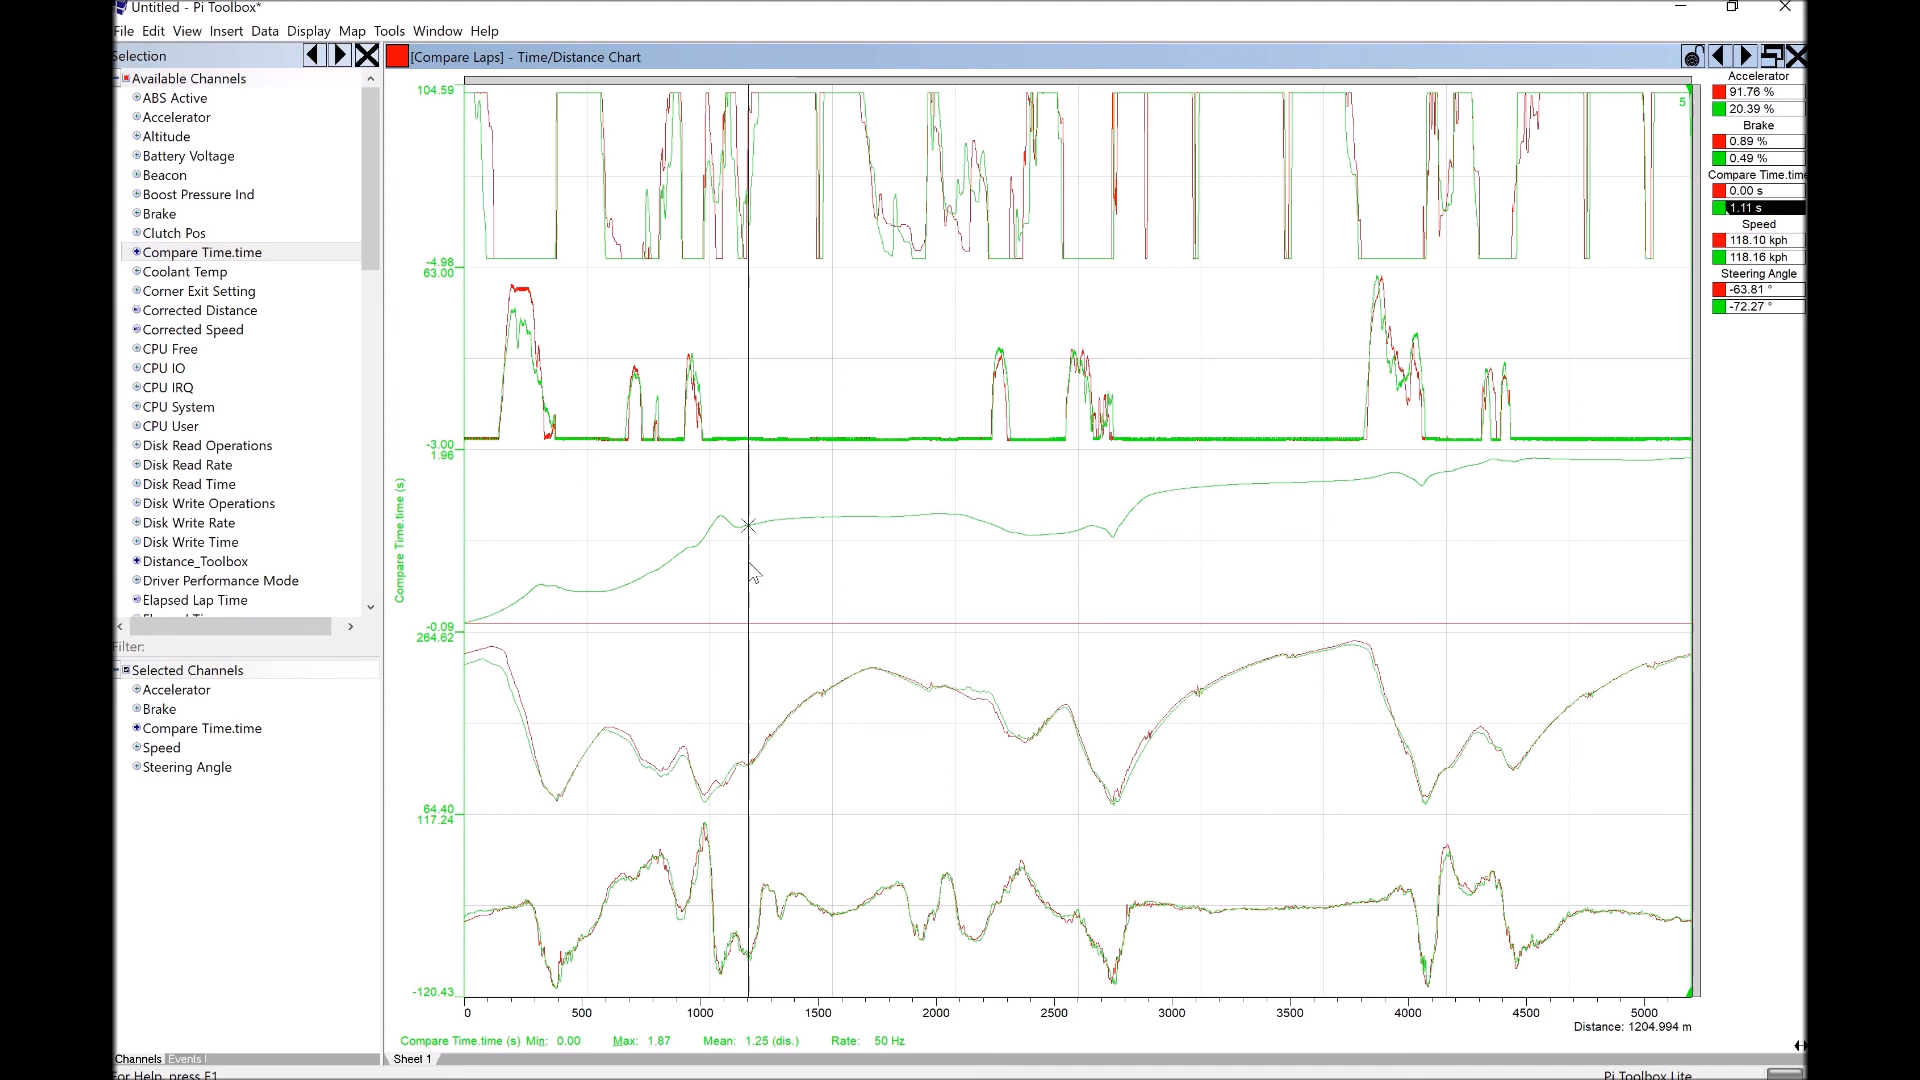 Untitled - Pi Toolbox*
File Edit View Insert Data Display Map Tools Window Help
Selection
[Compare Laps] - Time/Distance Chart
Available Channels
ABS Active
Accelerator
Altitude
Battery Voltage
Beacon
Boost Pressure Ind
Brake
Clutch Pos
Compare Time.time
Coolant Temp
Corner Exit Setting
Corrected Distance
Corrected Speed
CPU Free
CPU IO
CPU IRQ
CPU System
CPU User
Disk Read Operations
Disk Read Rate
Disk Read Time
Disk Write Operations
Disk Write Rate
Disk Write Time
Distance_Toolbox
Driver Performance Mode
Elapsed Lap Time
Filter:
Selected Channels
Accelerator
Brake
Compare Time.time
Speed
Steering Angle
Channels Events
For Help, press F1
104.59
5
-4.98
63.00
-3.00
1.96
Compare Time.time (s)
-0.09
264.62
64.40
117.24
-120.43
0 500 1000 1500 2000 2500 3000 3500 4000 4500 5000
Distance: 1204.994 m
Compare Time.time (s) Min: 0.00 Max: 1.87 Mean: 1.25 (dis.) Rate: 50 Hz
Sheet 1
Accelerator
91.76 %
20.39 %
Brake
0.89 %
0.49 %
Compare Time.time
0.00 s
1.11 s
Speed
118.10 kph
118.16 kph
Steering Angle
-63.81 °
-72.27 °
Pi Toolbox Lite